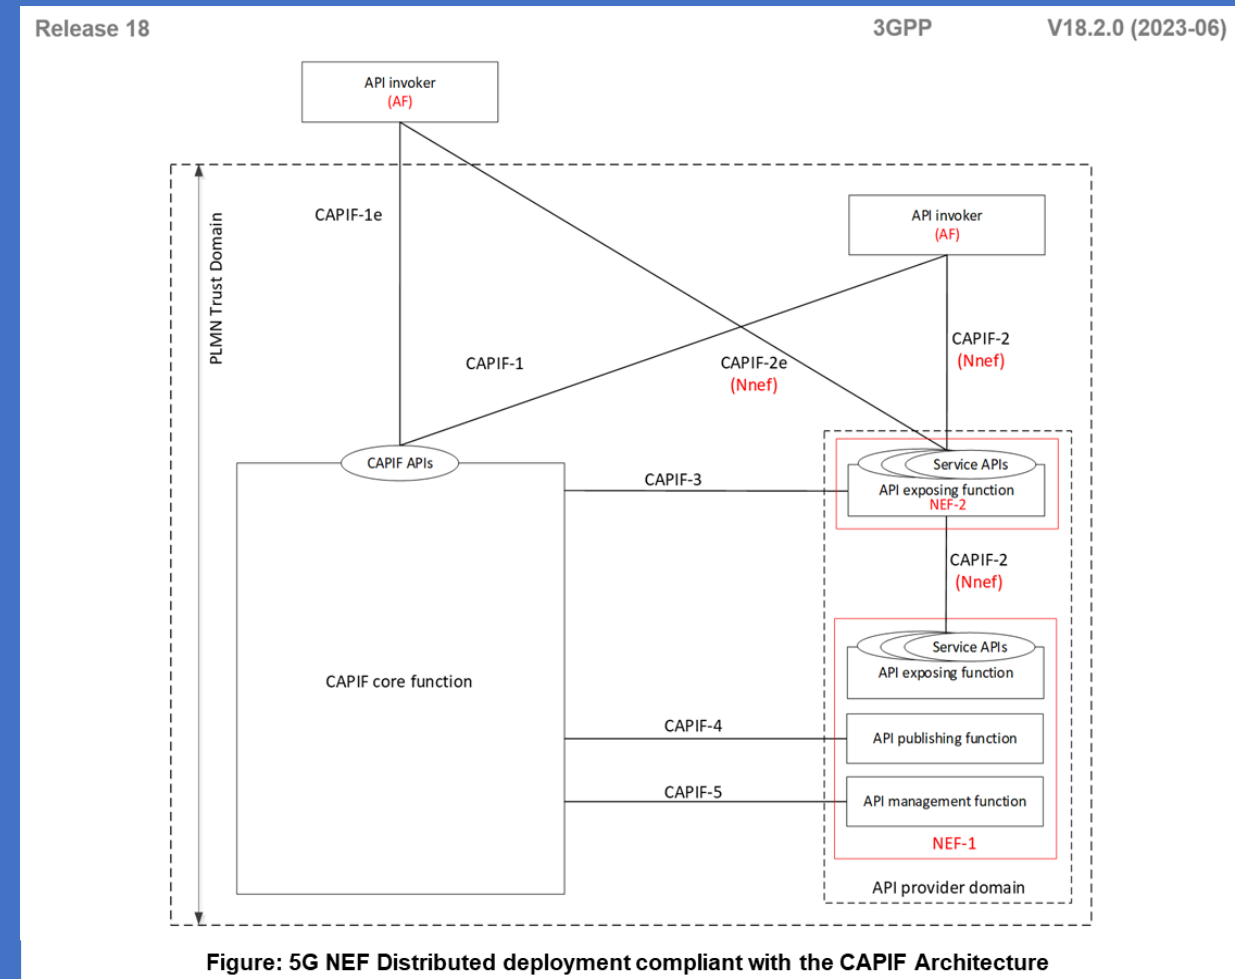 Release 18
3GPP
V18.2.0 (2023-06)
API invoker
(AF)
PLMN Trust Domain
CAPIF-1e
API invoker
(AF)
CAPIF-1
CAPIF-2e
(Nnef)
CAPIF-2
(Nnef)
CAPIF APIs
CAPIF-3
Service APIs
API exposing function
NEF-2
CAPIF-2
(Nnef)
CAPIF core function
Service APIs
API exposing function
CAPIF-4
API publishing function
CAPIF-5
API management function
NEF-1
API provider domain
Figure: 5G NEF Distributed deployment compliant with the CAPIF Architecture